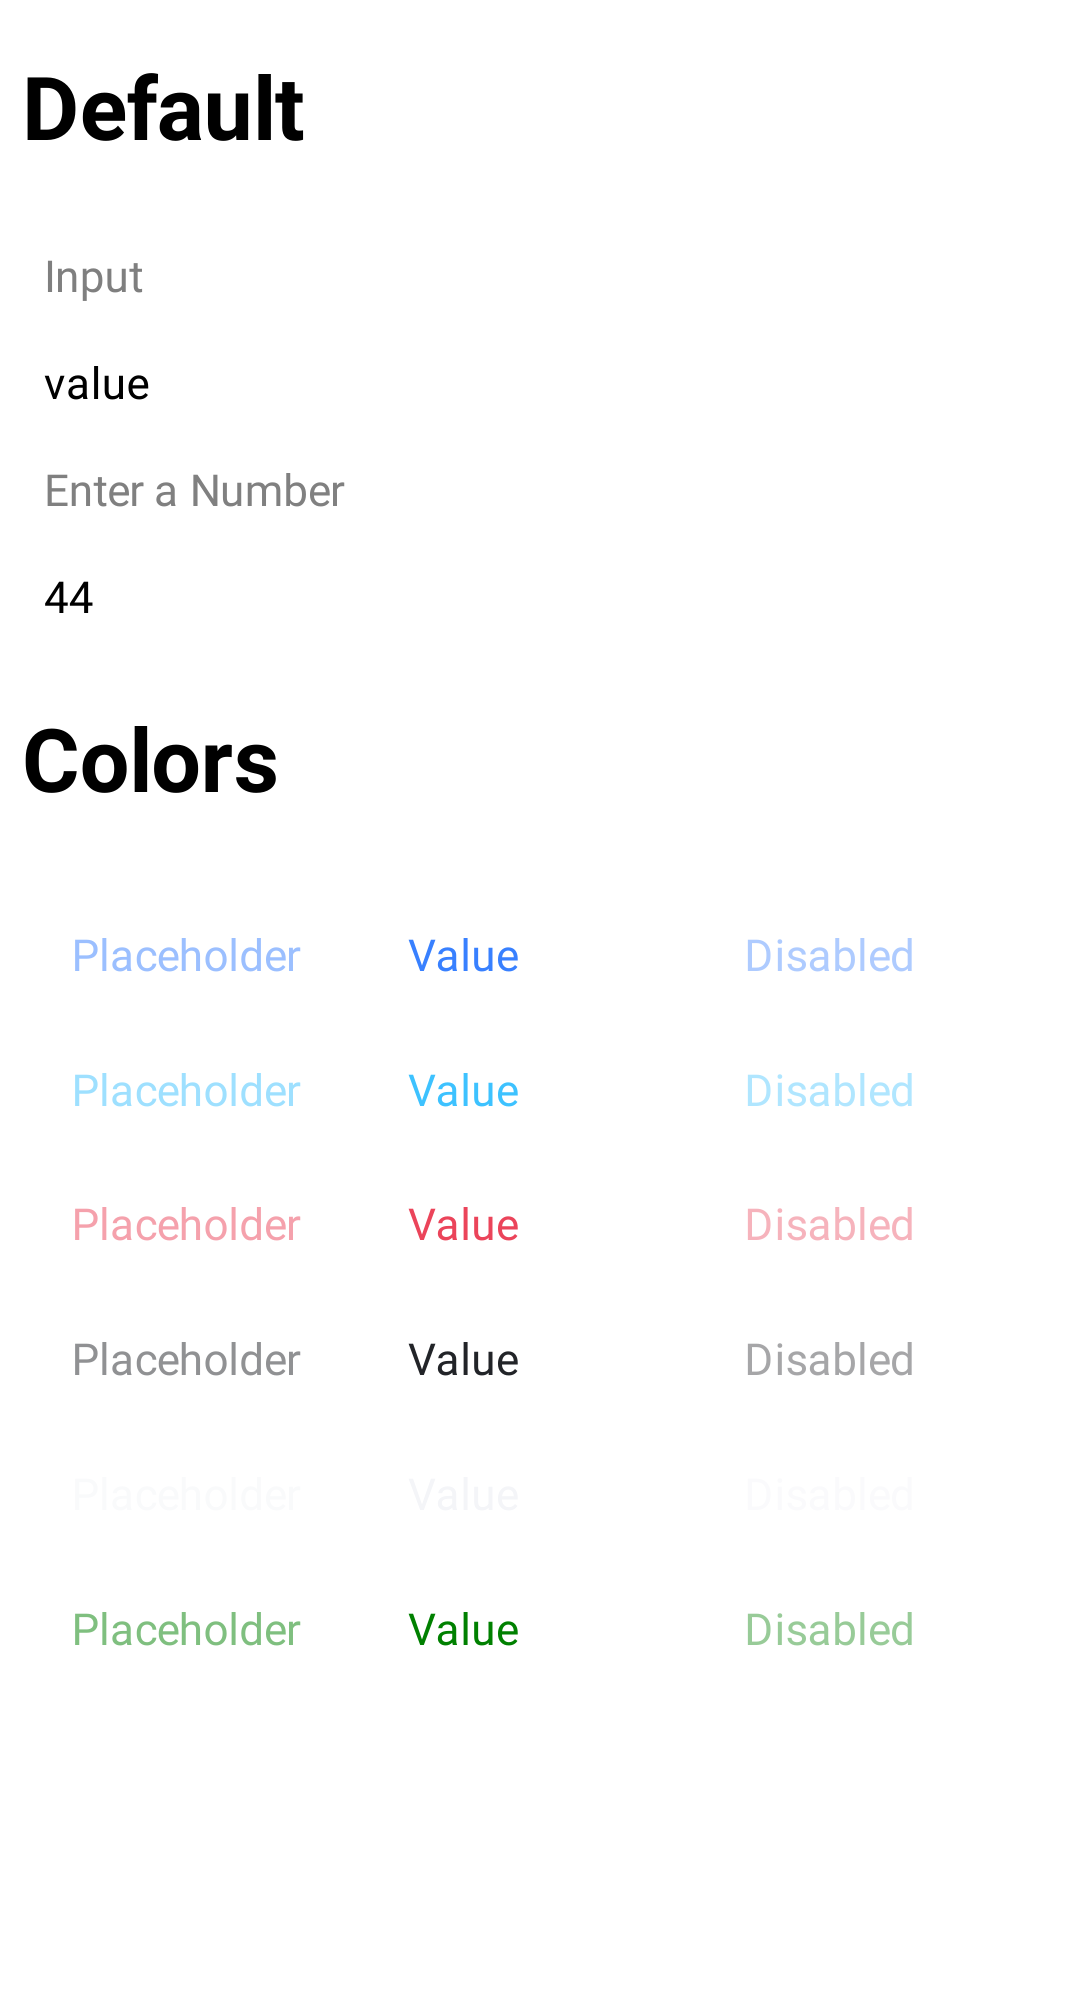 Default
Input
value
Enter a Number
44
Colors
Placeholder Value Disabled
Placeholder Value Disabled
Placeholder Value Disabled
Placeholder Value Disabled
Placeholder Value Disabled
Placeholder Value Disabled